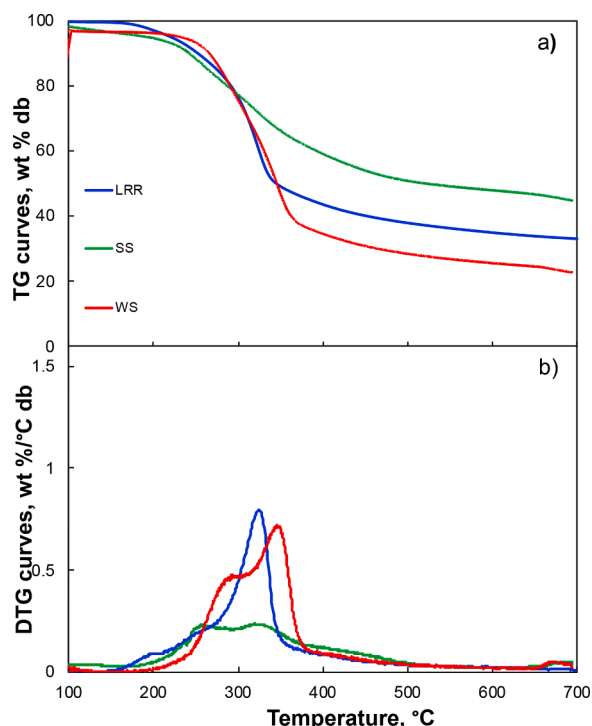 a)
100
80
60
40
20
0
TG curves, wt % db
LRR
SS
WS
b)
1.5
1
0.5
0
DTG curves, wt %/°C db
100 200 300 400 500 600 700
Temperature, °C